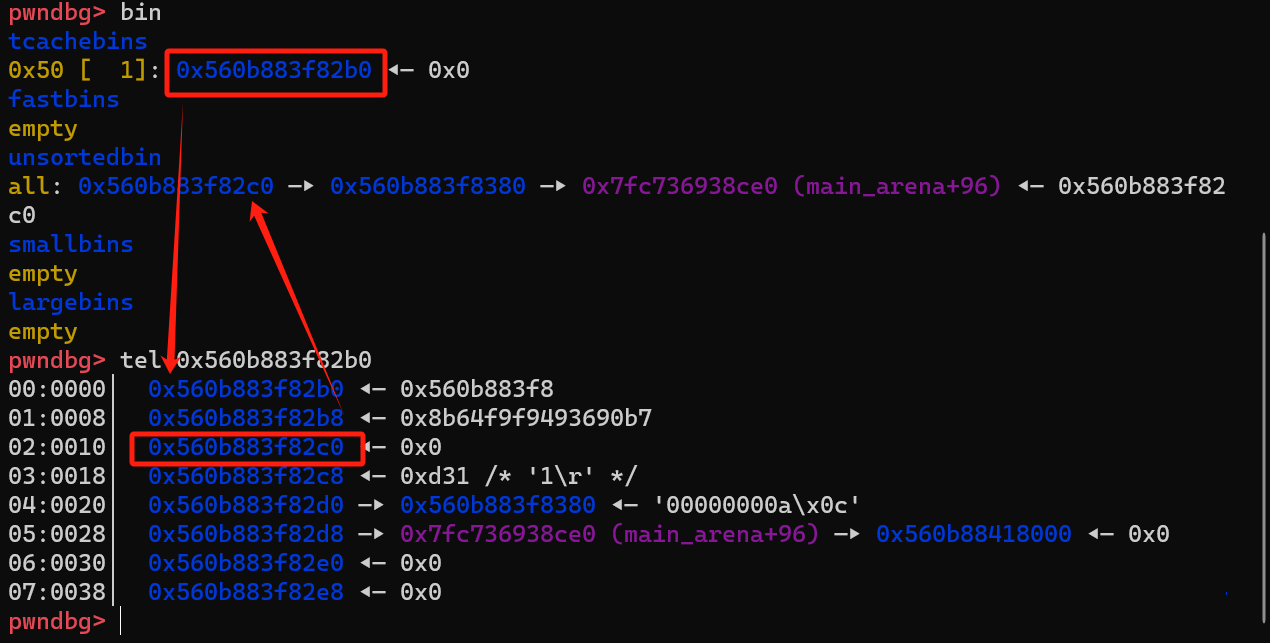 pwndbg> bin
tcachebins
0x50 [  1]: 0x560b883f82b0 ◂— 0x0
fastbins
empty
unsortedbin
all: 0x560b883f82c0 —▸ 0x560b883f8380 —▸ 0x7fc736938ce0 (main_arena+96) ◂— 0x560b883f82
c0
smallbins
empty
largebins
empty
pwndbg> tel 0x560b883f82b0
00:0000│  0x560b883f82b0 ◂— 0x560b883f8
01:0008│  0x560b883f82b8 ◂— 0x8b64f9f9493690b7
02:0010│  0x560b883f82c0 ◂— 0x0
03:0018│  0x560b883f82c8 ◂— 0xd31 /* '1\r' */
04:0020│  0x560b883f82d0 —▸ 0x560b883f8380 ◂— '00000000a\x0c'
05:0028│  0x560b883f82d8 —▸ 0x7fc736938ce0 (main_arena+96) —▸ 0x560b88418000 ◂— 0x0
06:0030│  0x560b883f82e0 ◂— 0x0
07:0038│  0x560b883f82e8 ◂— 0x0
pwndbg>